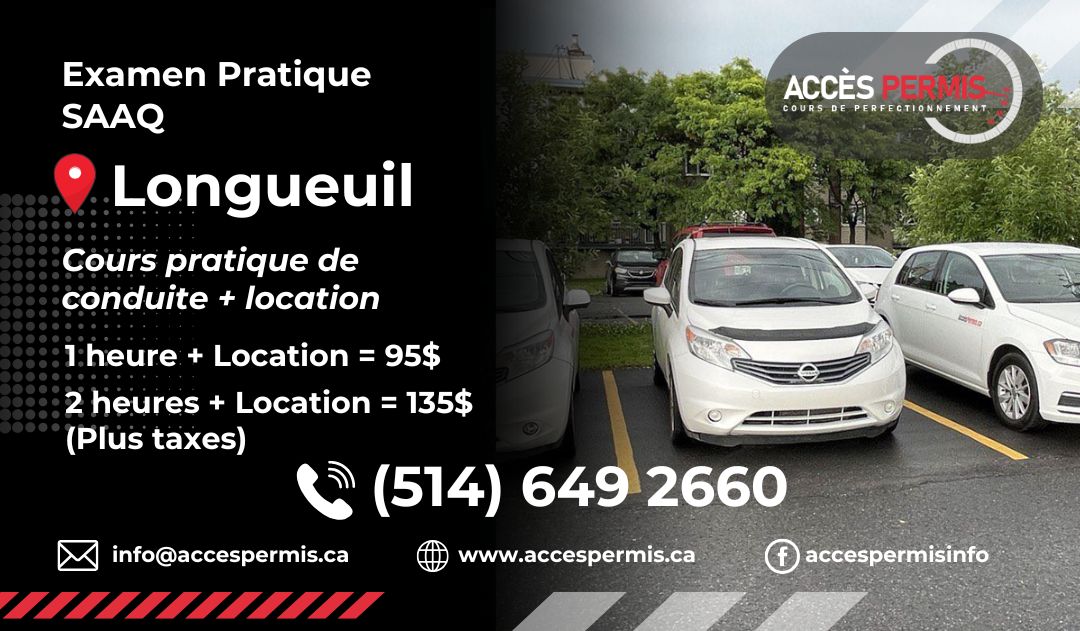 Examen Pratique
SAAQ
ACCÈS PERMIS
COURS DE PERFECTIONNEMENT
Longueuil
Cours pratique de
conduite + location
1 heure + Location = 95$
2 heures + Location = 135$
(Plus taxes)
(514) 649 2660
info@accespermis.ca
www.accespermis.ca
accespermisinfo